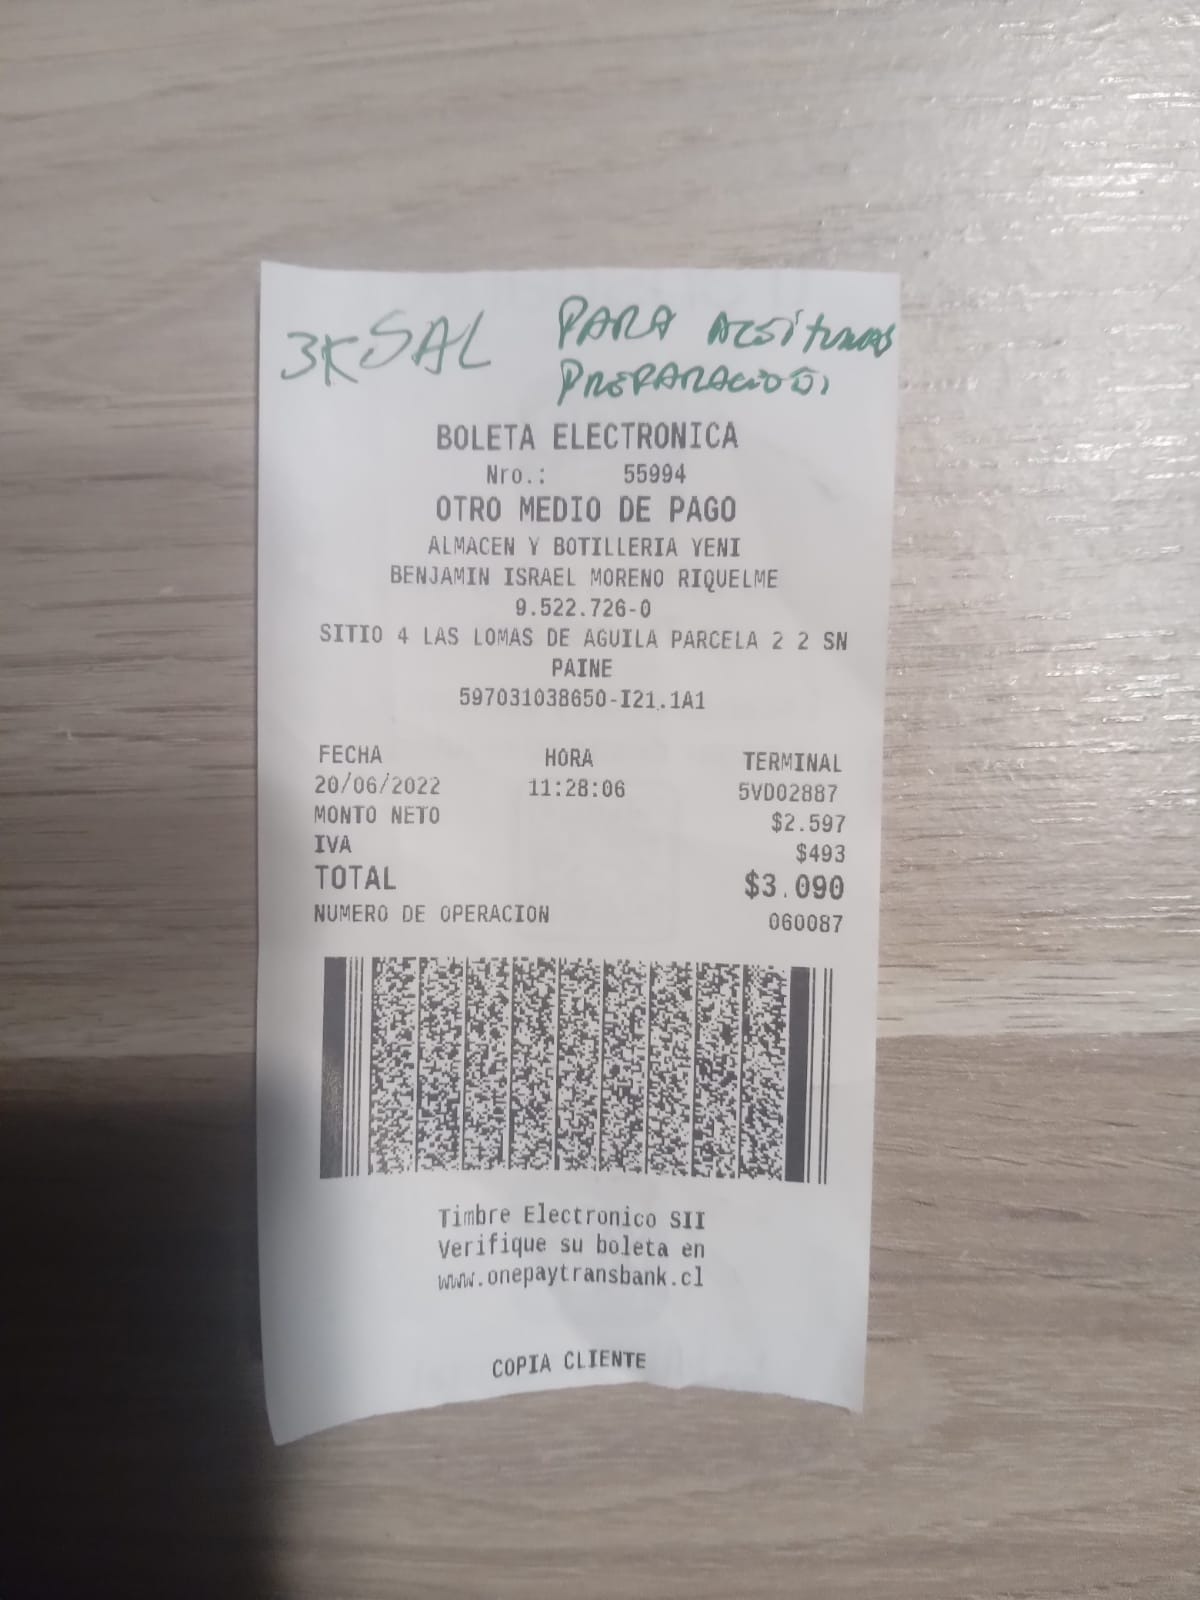 3K SAL PARA ACEITUNAS
PREPARACIÓN
BOLETA ELECTRONICA
Nro.: 55994
OTRO MEDIO DE PAGO
ALMACEN Y BOTILLERIA YENI
BENJAMIN ISRAEL MORENO RIQUELME
9.522.726-0
SITIO 4 LAS LOMAS DE AGUILA PARCELA 2 2 SN
PAINE
597031038650-I21.1A1
FECHA HORA TERMINAL
20/06/2022 11:28:06 5VD02887
MONTO NETO $2.597
IVA $493
TOTAL $3.090
NUMERO DE OPERACION 060087
Timbre Electronico SII
Verifique su boleta en
www.onepaytransbank.cl
COPIA CLIENTE